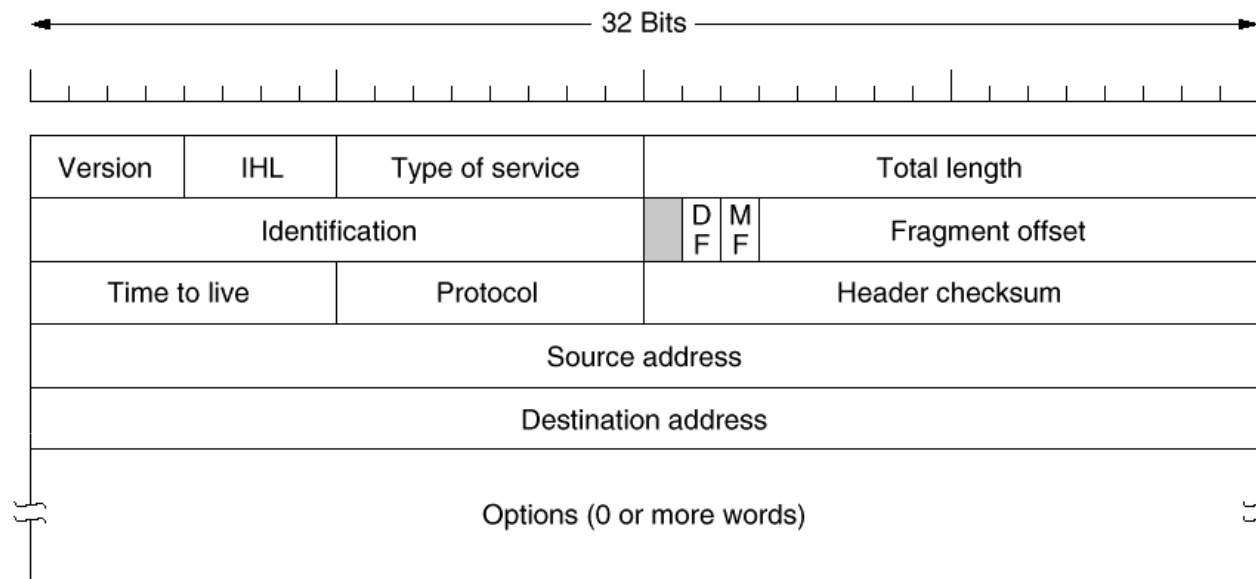 32 Bits
Version IHL Type of service Total length
Identification D F M F Fragment offset
Time to live Protocol Header checksum
Source address
Destination address
Options (0 or more words)